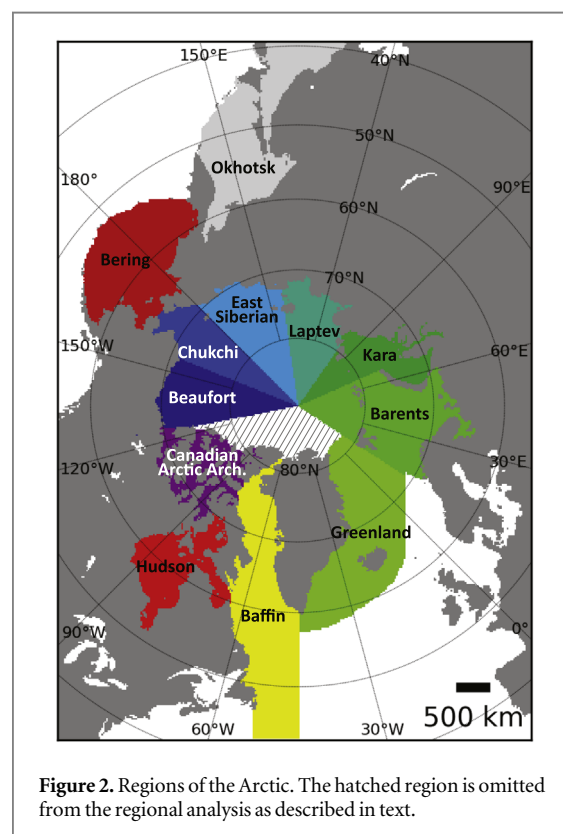 150°E
40°N
50°N
Okhotsk
180°
90°E
60°N
Bering
70°N
East
Siberian
Laptev
150°W
Chukchi
Kara
60°E
Beaufort
Barents
Canadian
Arctic Arch.
30°E
120°W
80°N
Greenland
Hudson
Baffin
90°W
0°
500 km
60°W
30°W
Figure 2. Regions of the Arctic. The hatched region is omitted
from the regional analysis as described in text.